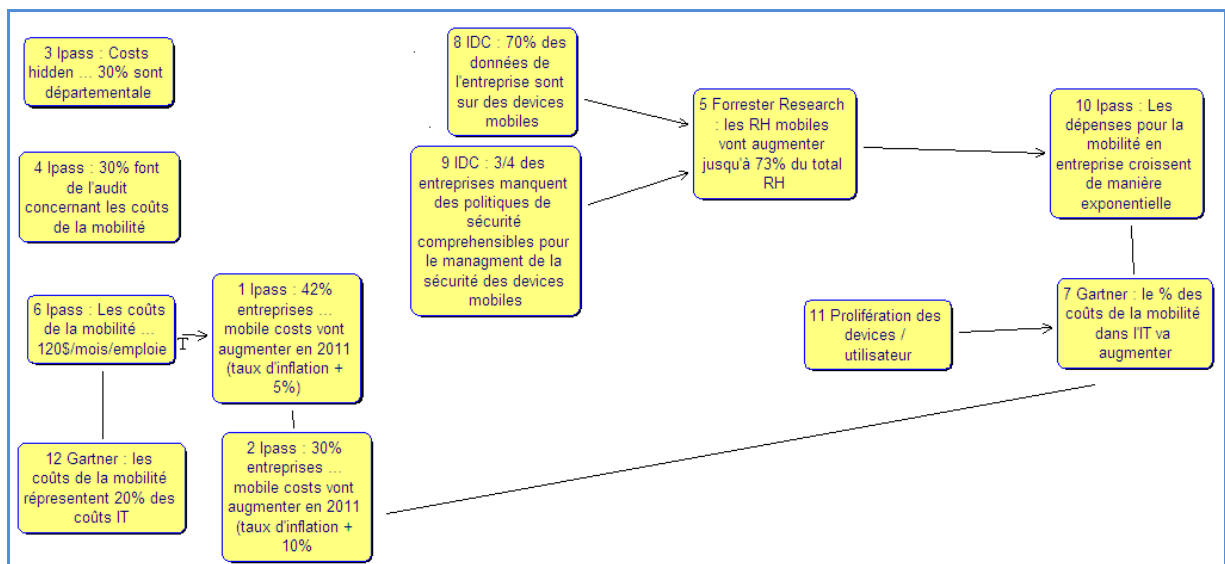 3 Ipass : Costs
hidden ... 30% sont
départementale
4 Ipass : 30% font
de l'audit
concernant les coûts
de la mobilité
6 Ipass : Les coûts
de la mobilité ...
120$/mois/emploie
T
12 Gartner : les
coûts de la mobilité
répresentent 20% des
coûts IT
1 Ipass : 42%
entreprises ...
mobile costs vont
augmenter en 2011
(taux d'inflation +
5%)
2 Ipass : 30%
entreprises ...
mobile costs vont
augmenter en 2011
(taux d'inflation +
10%
8 IDC : 70% des
données de
l'entreprise sont
sur des devices
mobiles
9 IDC : 3/4 des
entreprises manquent
des politiques de
sécurité
comprehensibles pour
le managment de la
sécurité des devices
mobiles
5 Forrester Research
: les RH mobiles
vont augmenter
jusqu'à 73% du total
RH
11 Prolifération des
devices /
utilisateur
10 Ipass : Les
dépenses pour la
mobilité en
entreprise croissent
de manière
exponentielle
7 Gartner : le % des
coûts de la mobilité
dans l'IT va
augmenter